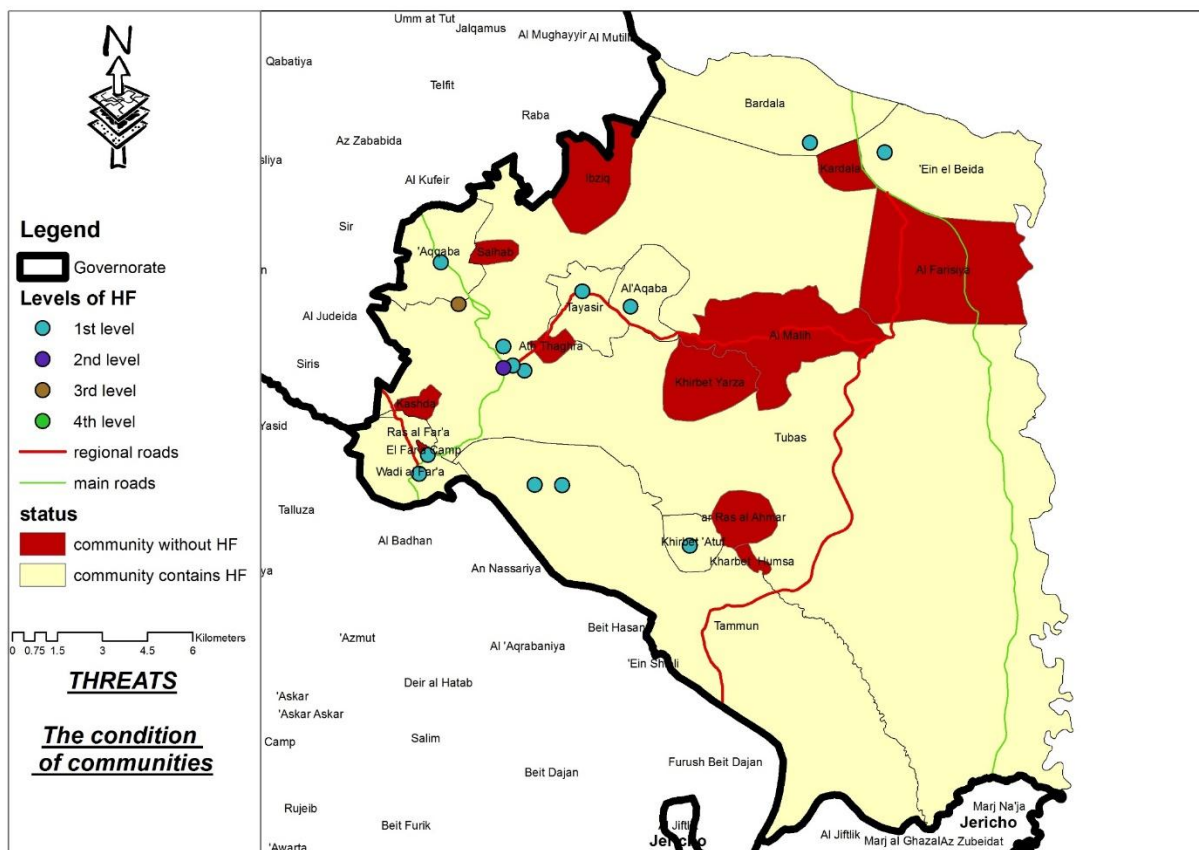 N
Legend
Governorate
Levels of HF
1st level
2nd level
3rd level
4th level
regional roads
main roads
status
community without HF
community contains HF
0 0.75 1.5 3 4.5 6 Kilometers
THREATS
The condition
of communities
Umm at Tut
Jalqamus
Al Mughayyir
Al Mutill
Qabatiya
Telfit
Raba
Az Zababida
Al Kufeir
Sir
Al Judeida
Siris
Yasid
Talluza
Al Badhan
An Nassariya
Beit Hasan
'Azmut
Al 'Aqrabaniya
'Ein Shibli
Deir al Hatab
'Askar
'Askar Askar
Camp
Salim
Beit Dajan
Furush Beit Dajan
Rujeib
Beit Furik
'Awarta
Al Jiftlik
Jericho
Bardala
Kardala
'Ein el Beida
Ibziq
'Aqqaba
Salhab
Al Farisiya
Tayasir
Al'Aqaba
Ath Thaghra
Al Malih
Khirbet Yarza
Kashda
Ras al Far'a
El Far'a Camp
Wadi al Far'a
Tubas
ar Ras al Ahmar
Khirbet 'Atuf
Kharbet Humsa
Tammun
Marj Na'ja
Jericho
Al Jiftlik
Marj al Ghazal
Az Zubeidat